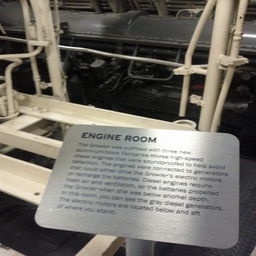 ENGINE ROOM
The Growler was outfitted with three new
aluminum-block Fairbanks-Morse high-speed
diesel engines that were soundproofed to help avoid
detection. The engines were connected to generators
that could either drive the Growler's electric motors
or recharge the batteries. Diesel engines require
fresh air and ventilation, so the batteries propelled
the Growler when she was below snorkel depth.
In this room, you can see the gray diesel generators.
The electric motors are located below and aft
of where you stand.